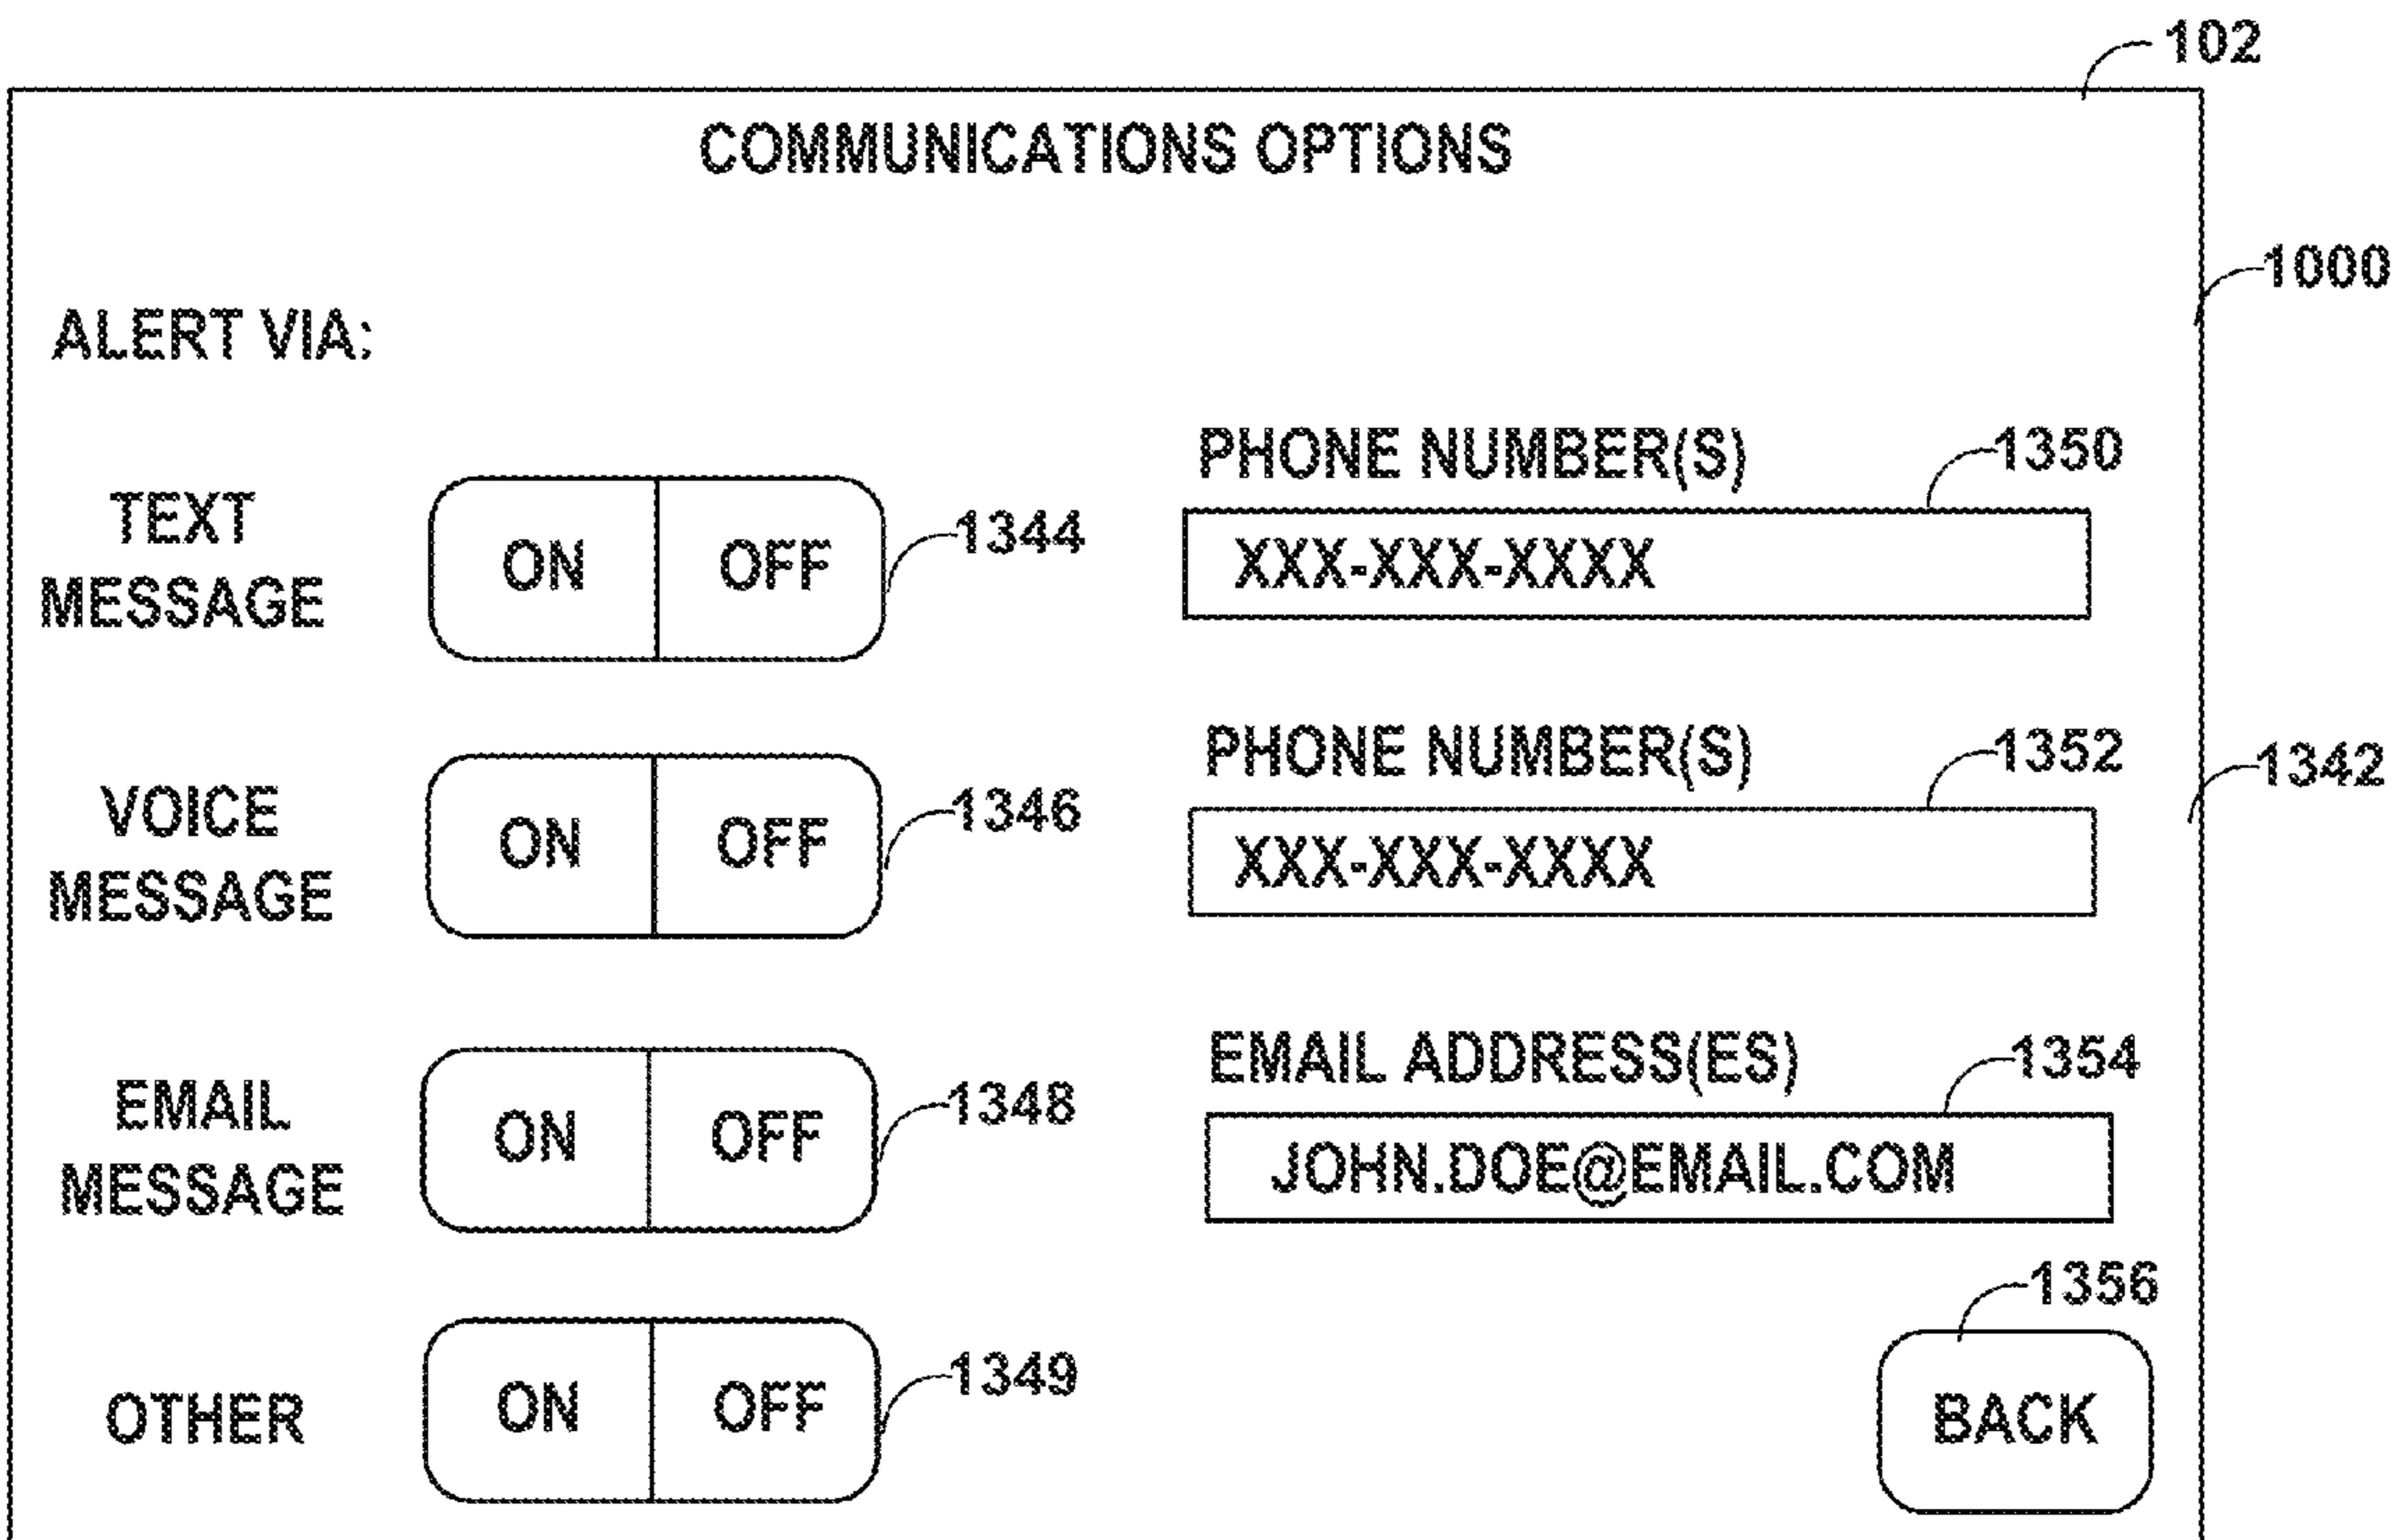 102
COMMUNICATIONS OPTIONS
1000
ALERT VIA:
PHONE NUMBER(S)
1350
TEXT
MESSAGE
ON
OFF
1344
XXX-XXX-XXXX
PHONE NUMBER(S)
1352
1342
VOICE
MESSAGE
ON
OFF
1346
XXX-XXX-XXXX
EMAIL ADDRESS(ES)
1354
EMAIL
MESSAGE
ON
OFF
1348
JOHN.DOE@EMAIL.COM
1356
OTHER
ON
OFF
1349
BACK